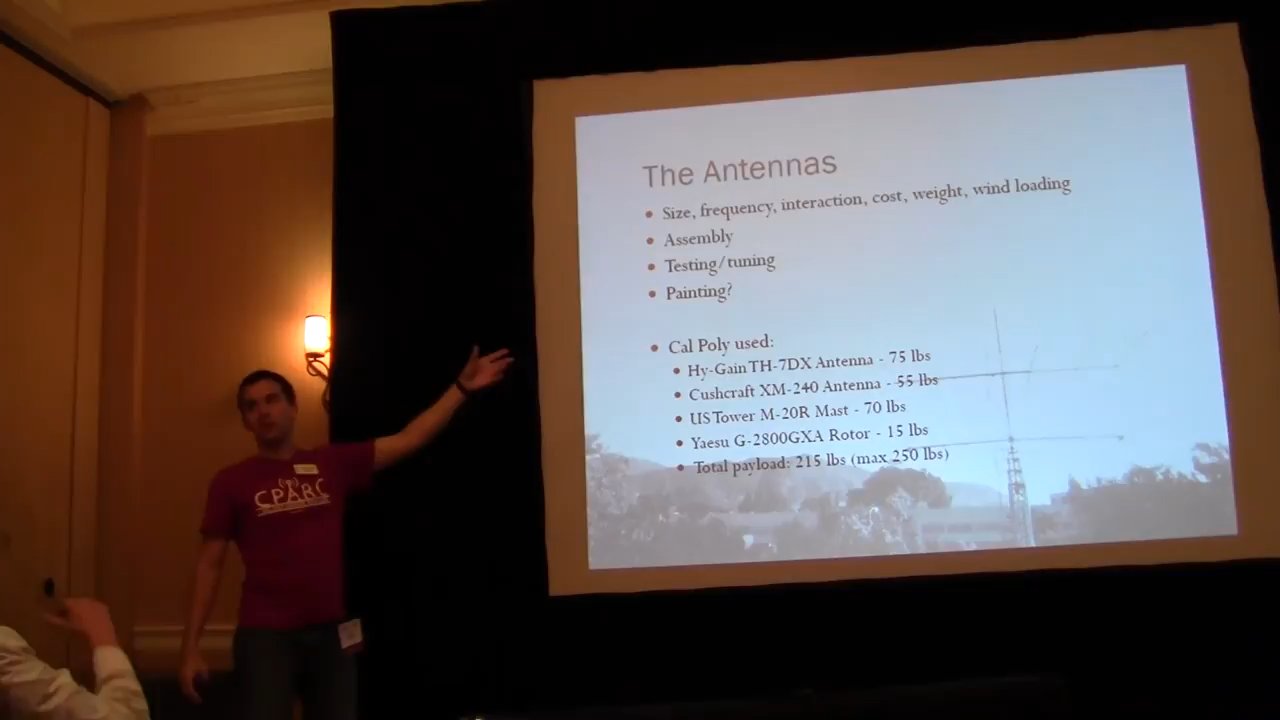 The Antennas
• Size, frequency, interaction, cost, weight, wind loading
• Assembly
• Testing/tuning
• Painting?
• Cal Poly used:
• Hy-Gain TH-7DX Antenna - 75 lbs
• Cushcraft XM-240 Antenna - 55 lbs
• US Tower M-20R Mast - 70 lbs
• Yaesu G-2800GXA Rotor - 15 lbs
• Total payload: 215 lbs (max 250 lbs)
CPARC